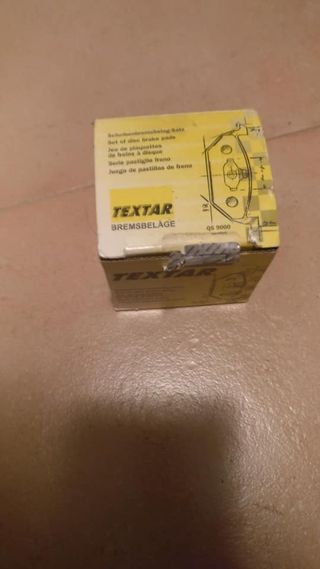 Scheibenbremsbelag-Satz
Set of disc brake pads
Jeu de plaquettes
de freins à disque
Serie pastiglie freno
Juego de pastillas de freno
TEXTAR
BREMSBELÄGE
QS 9000
TEXTAR